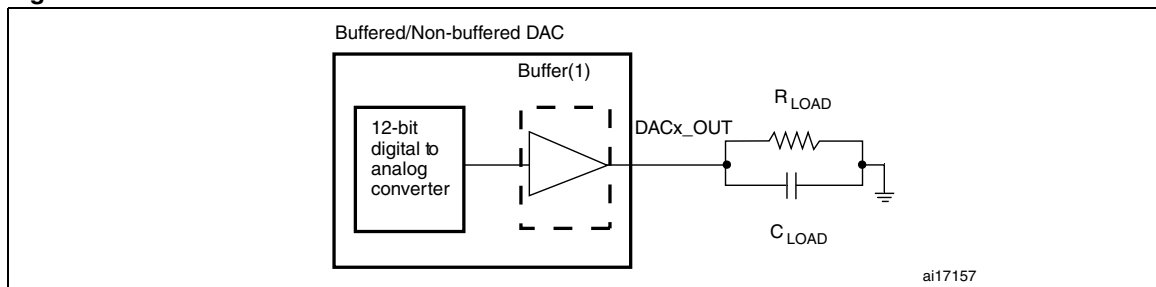 Buffered/Non-buffered DAC
Buffer(1)
12-bit
digital to
analog
converter
DACx_OUT
R LOAD
C LOAD
ai17157